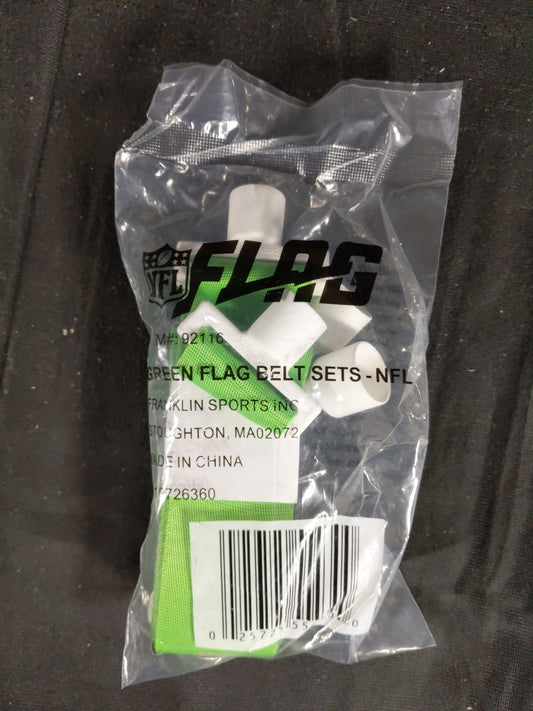 NFL FLAG
M#: 92116
GREEN FLAG BELT SETS - NFL
FRANKLIN SPORTS INC
STOUGHTON, MA02072
MADE IN CHINA